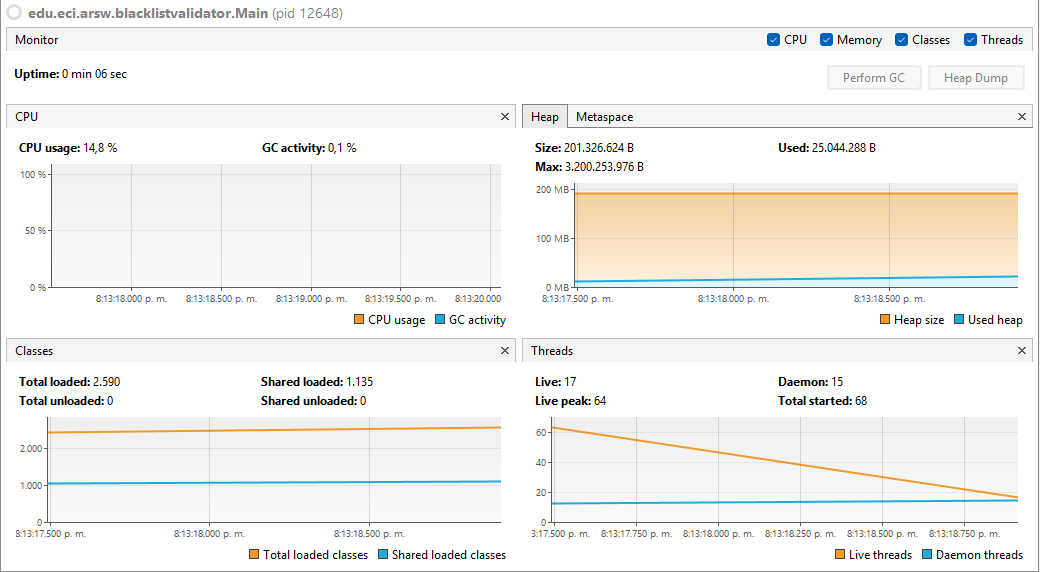 edu.eci.arsw.blacklistvalidator.Main (pid 12648)
Monitor
CPU Memory Classes Threads
Uptime: 0 min 06 sec
Perform GC Heap Dump
CPU
CPU usage: 14,8 % GC activity: 0,1 %
100 %
50 %
0 %
8:13:18.000 p. m. 8:13:18.500 p. m. 8:13:19.000 p. m. 8:13:19.500 p. m. 8:13:20.000
CPU usage GC activity
Heap Metaspace
Size: 201.326.624 B Used: 25.044.288 B
Max: 3.200.253.976 B
200 MB
100 MB
0 MB
8:13:17.500 p. m. 8:13:18.000 p. m. 8:13:18.500 p. m.
Heap size Used heap
Classes
Total loaded: 2.590 Shared loaded: 1.135
Total unloaded: 0 Shared unloaded: 0
2.000
1.000
0
8:13:17.500 p. m. 8:13:18.000 p. m. 8:13:18.500 p. m.
Total loaded classes Shared loaded classes
Threads
Live: 17 Daemon: 15
Live peak: 64 Total started: 68
60
40
20
0
8:13:17.500 p. m. 8:13:17.750 p. m. 8:13:18.000 p. m. 8:13:18.250 p. m. 8:13:18.500 p. m. 8:13:18.750 p. m.
Live threads Daemon threads